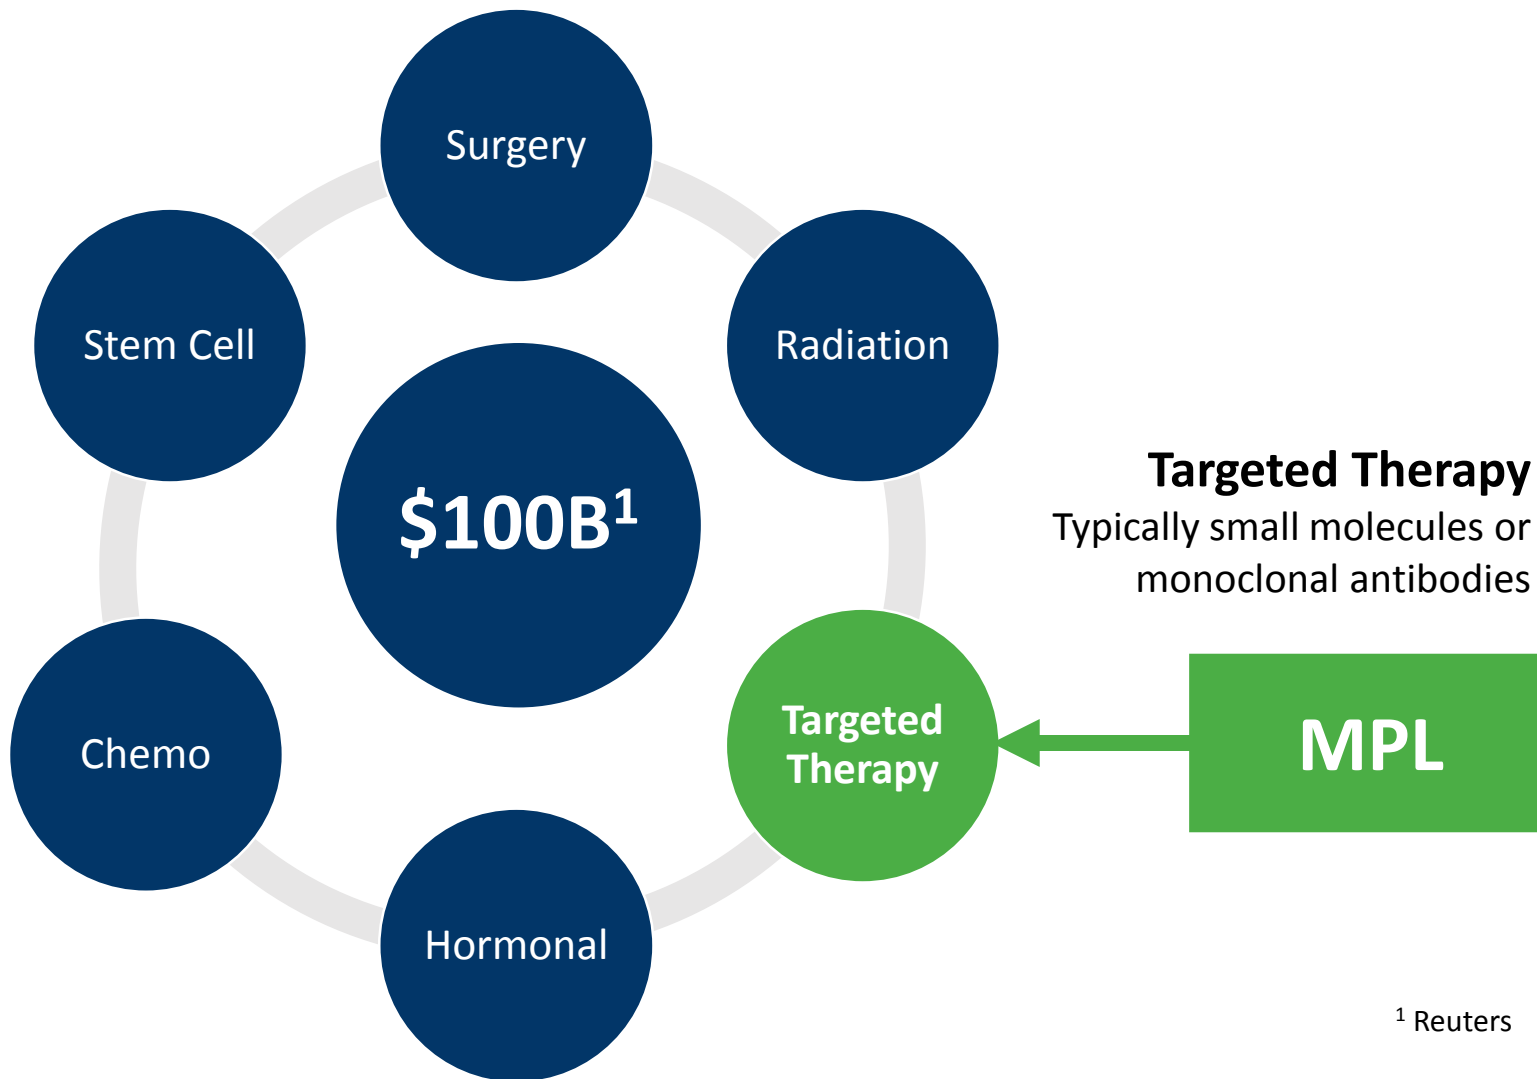 Surgery
Stem Cell
Radiation
$100B¹
Targeted Therapy
Typically small molecules or
monoclonal antibodies
Targeted
Therapy
MPL
Chemo
Hormonal
¹ Reuters